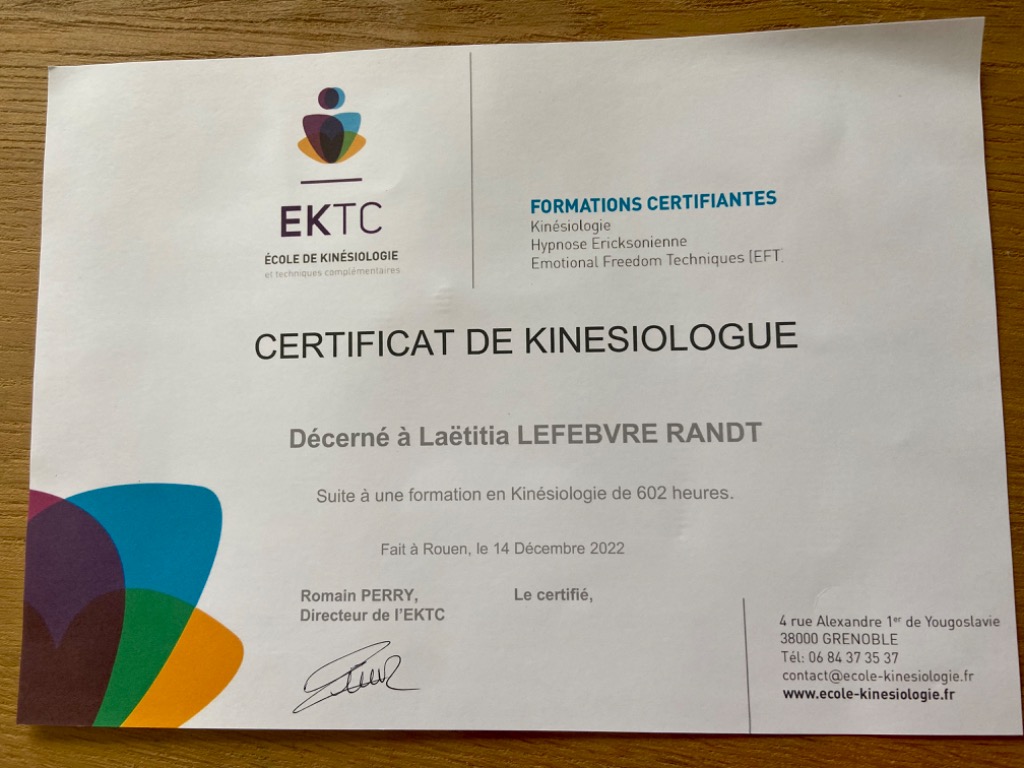 EKTC
ÉCOLE DE KINÉSIOLOGIE
et techniques complémentaires
FORMATIONS CERTIFIANTES
Kinésiologie
Hypnose Ericksonienne
Emotional Freedom Techniques [EFT
CERTIFICAT DE KINESIOLOGUE
Décerné à Laëtitia LEFEBVRE RANDT
Suite à une formation en Kinésiologie de 602 heures.
Fait à Rouen, le 14 Décembre 2022
Romain PERRY,
Directeur de l'EKTC
Le certifié,
4 rue Alexandre 1er de Yougoslavie
38000 GRENOBLE
Tél: 06 84 37 35 37
contact@ecole-kinesiologie.fr
www.ecole-kinesiologie.fr